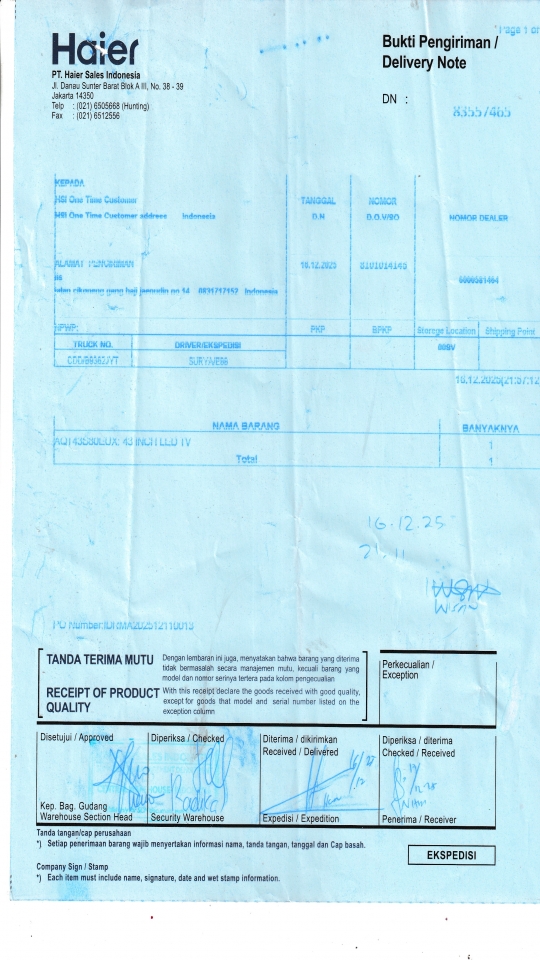 Haier
PT. Haier Sales Indonesia
Jl. Danau Sunter Barat Blok A III, No. 38 - 39
Jakarta 14350
Telp : (021) 6505668 (Hunting)
Fax : (021) 6512556
Bukti Pengiriman /
Delivery Note
DN :
83557465
Page 1 of
KEPADA
HSI One Time Customer
HSI One Time Customer address Indonesia
TANGGAL
D.N
NOMOR
D.O.V/SO
NOMOR DEALER
ALAMAT PENGIRIMAN
16.12.2025
Indonesia
NPWP:
PKP
BPKP
Storage Location
Shipping Point
TRUCK NO.
DRIVER/EKSPEDISI
NAMA BARANG
BANYAKNYA
43 INCH LED TV
1
Total
1
16.12.25
21.11
TANDA TERIMA MUTU
Dengan lembaran ini juga, menyatakan bahwa barang yang diterima
tidak bermasalah secara manajemen mutu, kecuali barang yang
model dan nomor serinya tertera pada kolom pengecualian
RECEIPT OF PRODUCT
QUALITY
With this receipt declare the goods received with good quality,
except for goods that model and serial number listed on the
exception column
Perkecualian /
Exception
Disetujui / Approved
Kep. Bag. Gudang
Warehouse Section Head
Diperiksa / Checked
Security Warehouse
Diterima / dikirimkan
Received / Delivered
Expedisi / Expedition
Diperiksa / diterima
Checked / Received
Penerima / Receiver
Tanda tangan/cap perusahaan
*) Setiap penerimaan barang wajib menyertakan informasi nama, tanda tangan, tanggal dan Cap basah.
EKSPEDISI
Company Sign / Stamp
*) Each item must include name, signature, date and wet stamp information.